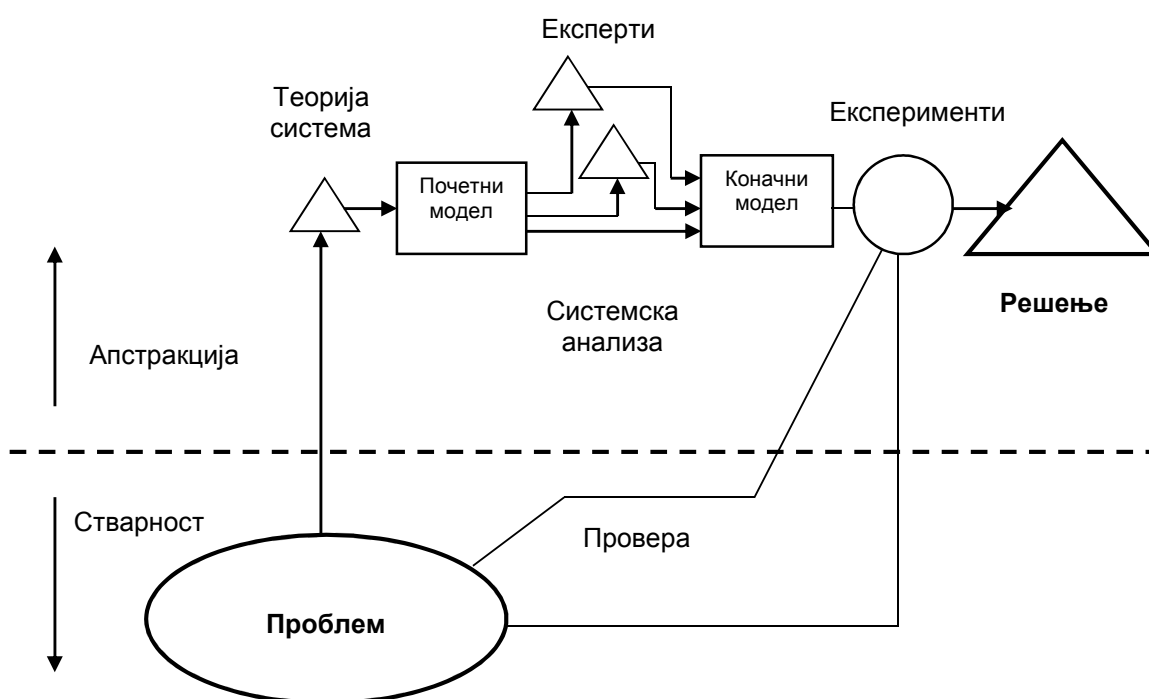 Експерти
Теорија
система
Експерименти
Почетни
модел
Коначни
модел
Решење
Системска
анализа
Апстракција
Стварност
Провера
Проблем